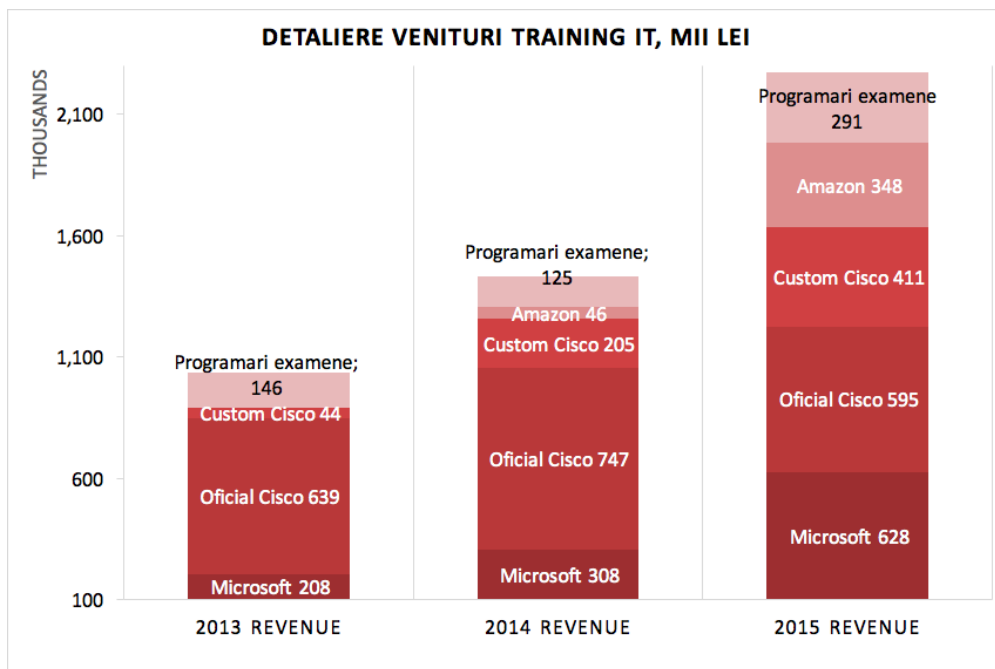 DETALIERE VENITURI TRAINING IT, MII LEI
THOUSANDS
2,100
1,600
1,100
600
100
Programari examene;
146
Custom Cisco 44
Oficial Cisco 639
Microsoft 208
Programari examene;
125
Amazon 46
Custom Cisco 205
Oficial Cisco 747
Microsoft 308
Programari examene
291
Amazon 348
Custom Cisco 411
Oficial Cisco 595
Microsoft 628
2013 REVENUE
2014 REVENUE
2015 REVENUE